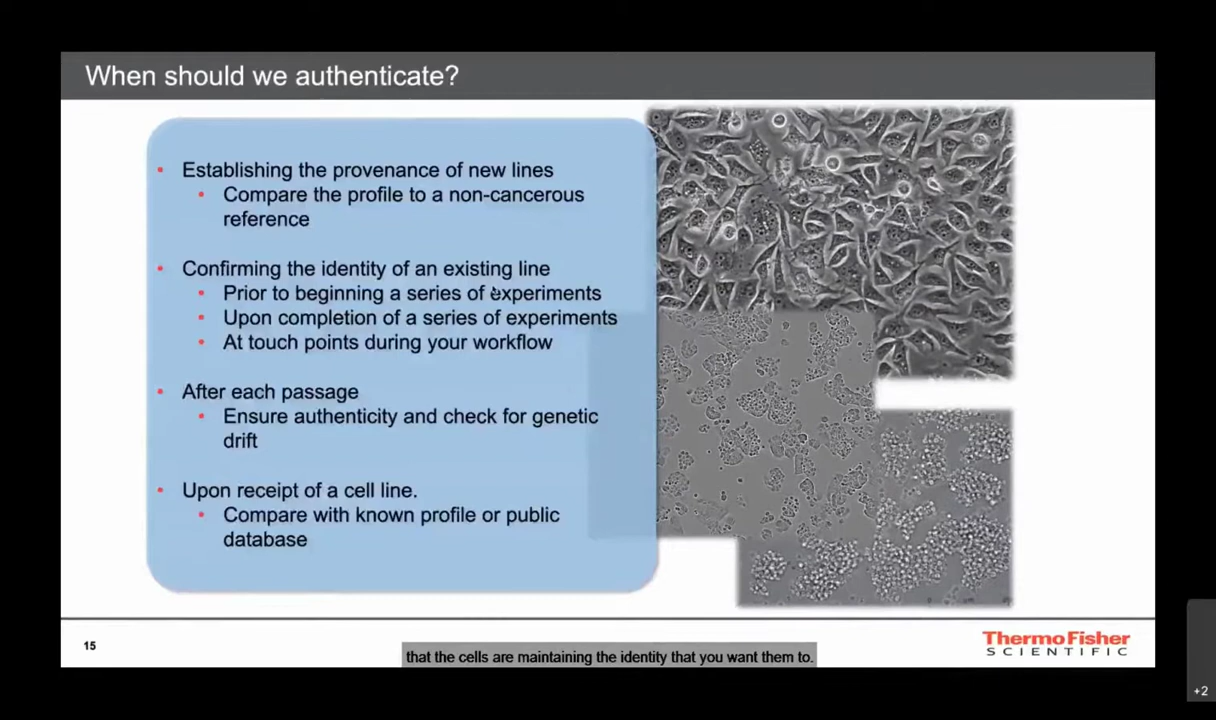 When should we authenticate?
• Establishing the provenance of new lines
• Compare the profile to a non-cancerous
reference
• Confirming the identity of an existing line
• Prior to beginning a series of experiments
• Upon completion of a series of experiments
• At touch points during your workflow
• After each passage
• Ensure authenticity and check for genetic
drift
• Upon receipt of a cell line.
• Compare with known profile or public
database
15
ThermoFisher
SCIENTIFIC
that the cells are maintaining the identity that you want them to.
+2